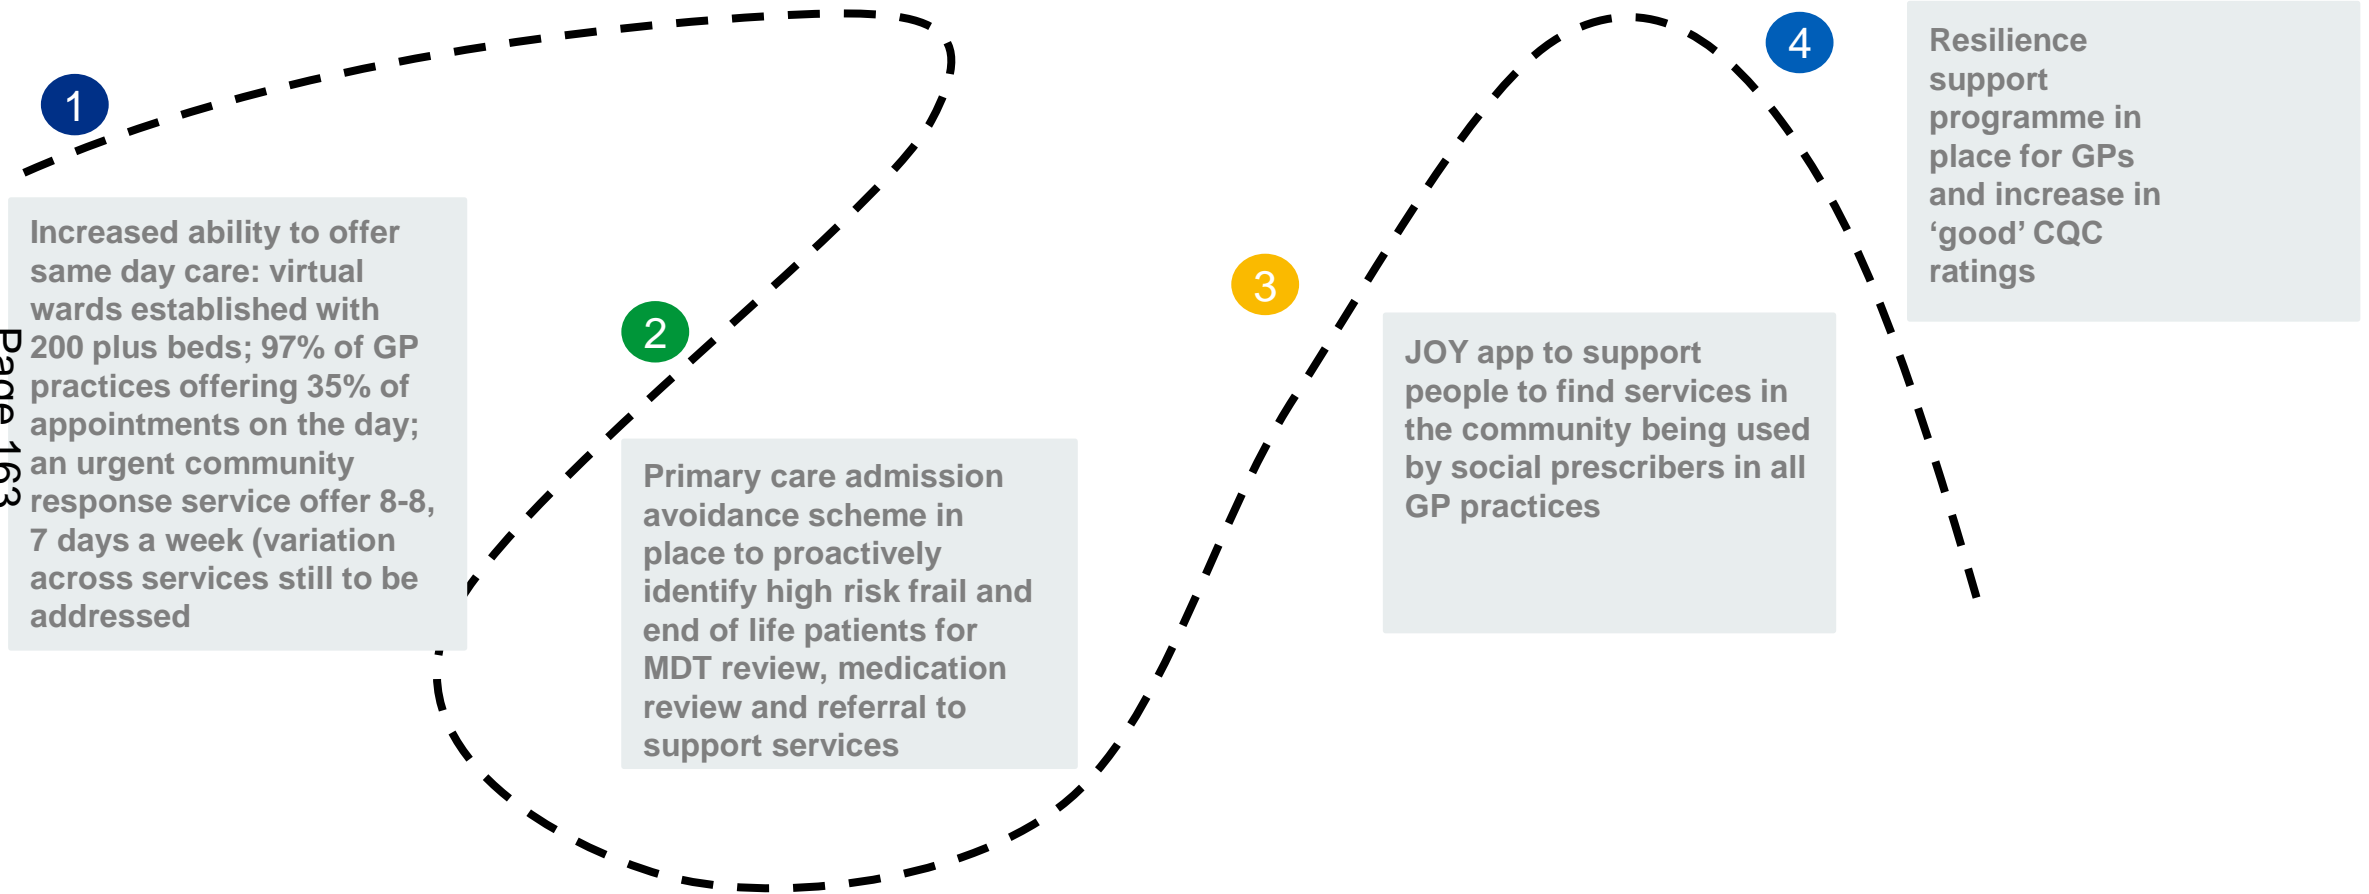 1
Increased ability to offer
same day care: virtual
wards established with
200 plus beds; 97% of GP
practices offering 35% of
appointments on the day;
an urgent community
response service offer 8-8,
7 days a week (variation
across services still to be
addressed
2
Primary care admission
avoidance scheme in
place to proactively
identify high risk frail and
end of life patients for
MDT review, medication
review and referral to
support services
3
JOY app to support
people to find services in
the community being used
by social prescribers in all
GP practices
4
Resilience
support
programme in
place for GPs
and increase in
‘good’ CQC
ratings
Page 163